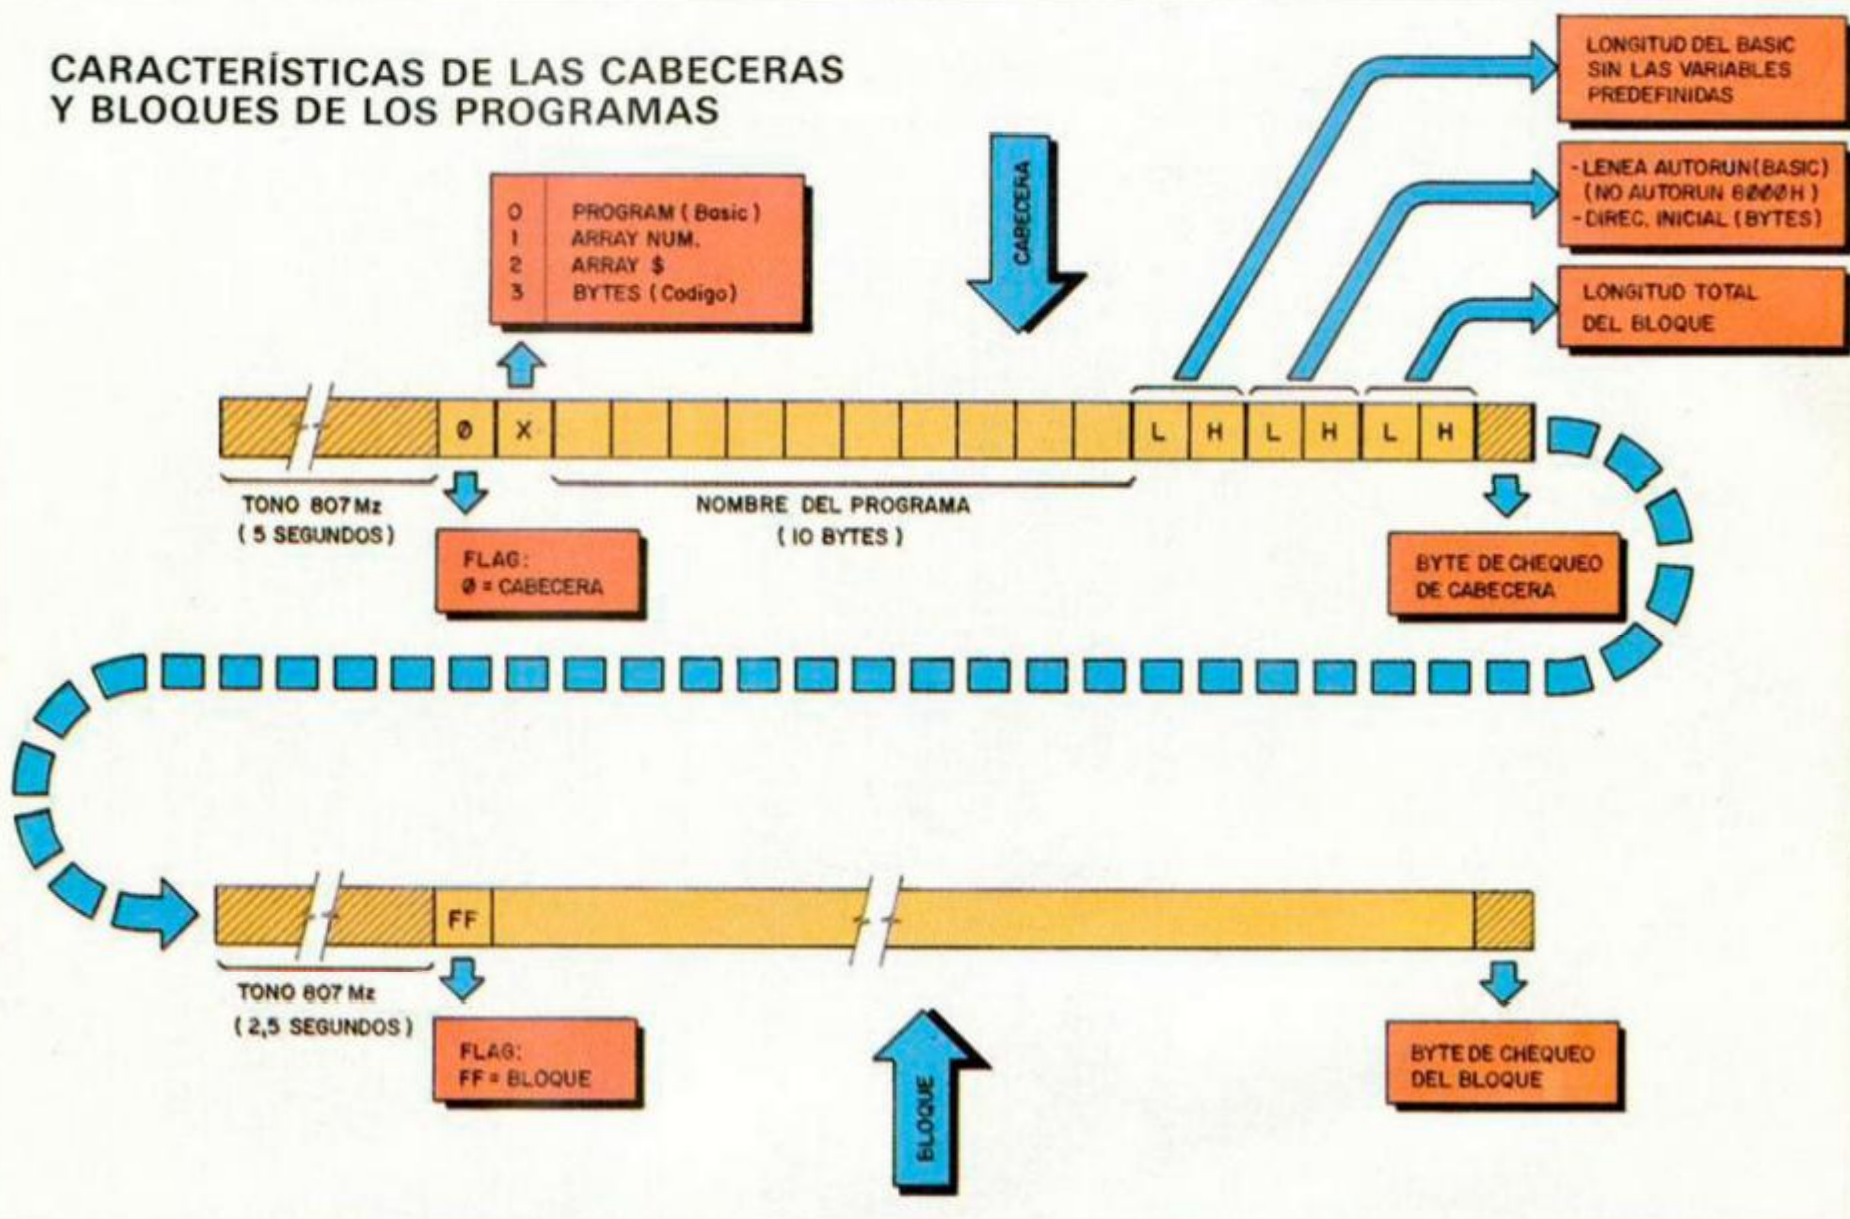 CARACTERÍSTICAS DE LAS CABECERAS
Y BLOQUES DE LOS PROGRAMAS
LONGITUD DEL BASIC
SIN LAS VARIABLES
PREDEFINIDAS
- LENEA AUTORUN (BASIC)
(NO AUTORUN 8000H)
- DIREC. INICIAL (BYTES)
LONGITUD TOTAL
DEL BLOQUE
CABECERA
0 PROGRAM (Basic)
1 ARRAY NUM.
2 ARRAY $
3 BYTES (Codigo)
Ø X L H L H L H
TONO 807 Mz
(5 SEGUNDOS)
NOMBRE DEL PROGRAMA
(10 BYTES)
FLAG:
Ø = CABECERA
BYTE DE CHEQUEO
DE CABECERA
FF
TONO 807 Mz
(2,5 SEGUNDOS)
FLAG:
FF = BLOQUE
BLOQUE
BYTE DE CHEQUEO
DEL BLOQUE